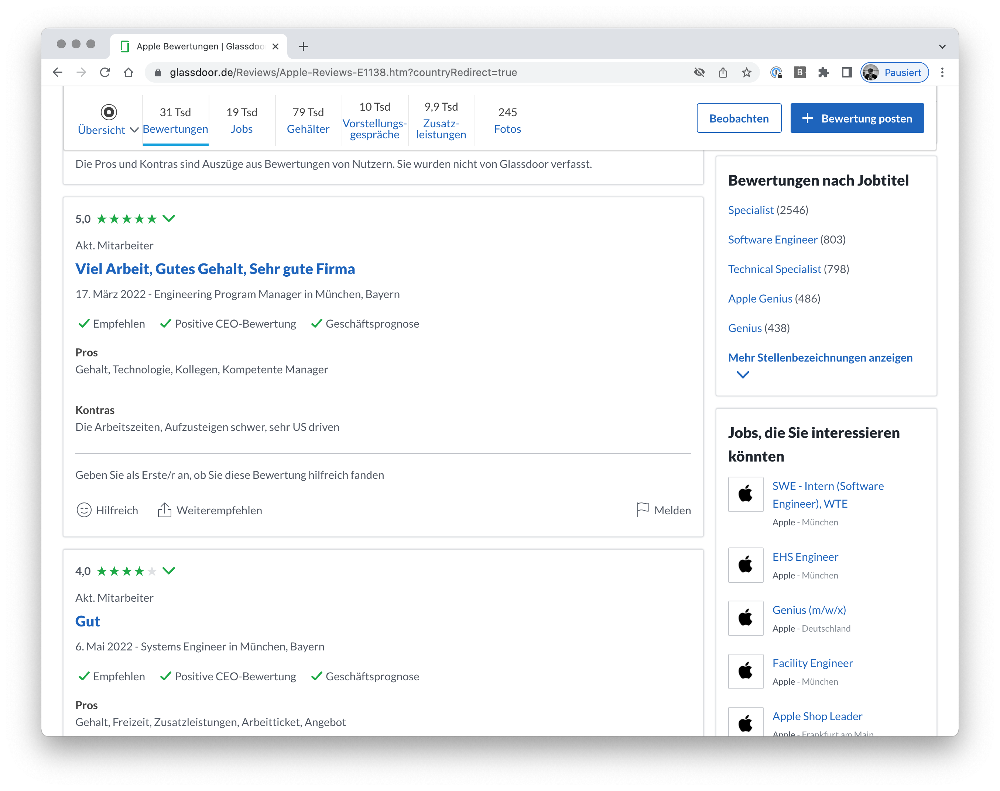 Apple Bewertungen | Glassdoo
glassdoor.de/Reviews/Apple-Reviews-E1138.htm?countryRedirect=true
B
Pausiert
Übersicht
31 Tsd
Bewertungen
19 Tsd
Jobs
79 Tsd
Gehälter
10 Tsd
Vorstellungs-
gespräche
9,9 Tsd
Zusatz-
leistungen
245
Fotos
Beobachten
Bewertung posten
Die Pros und Kontras sind Auszüge aus Bewertungen von Nutzern. Sie wurden nicht von Glassdoor verfasst.
5,0
Akt. Mitarbeiter
Viel Arbeit, Gutes Gehalt, Sehr gute Firma
17. März 2022 - Engineering Program Manager in München, Bayern
Empfehlen Positive CEO-Bewertung Geschäftsprognose
Pros
Gehalt, Technologie, Kollegen, Kompetente Manager
Kontras
Die Arbeitszeiten, Aufzusteigen schwer, sehr US driven
Geben Sie als Erste/r an, ob Sie diese Bewertung hilfreich fanden
Hilfreich Weiterempfehlen Melden
4,0
Akt. Mitarbeiter
Gut
6. Mai 2022 - Systems Engineer in München, Bayern
Empfehlen Positive CEO-Bewertung Geschäftsprognose
Pros
Gehalt, Freizeit, Zusatzleistungen, Arbeitticket, Angebot
Bewertungen nach Jobtitel
Specialist (2546)
Software Engineer (803)
Technical Specialist (798)
Apple Genius (486)
Genius (438)
Mehr Stellenbezeichnungen anzeigen
Jobs, die Sie interessieren
könnten
SWE - Intern (Software
Engineer), WTE
Apple - München
EHS Engineer
Apple - München
Genius (m/w/x)
Apple - Deutschland
Facility Engineer
Apple - München
Apple Shop Leader
Apple - Frankfurt am Main